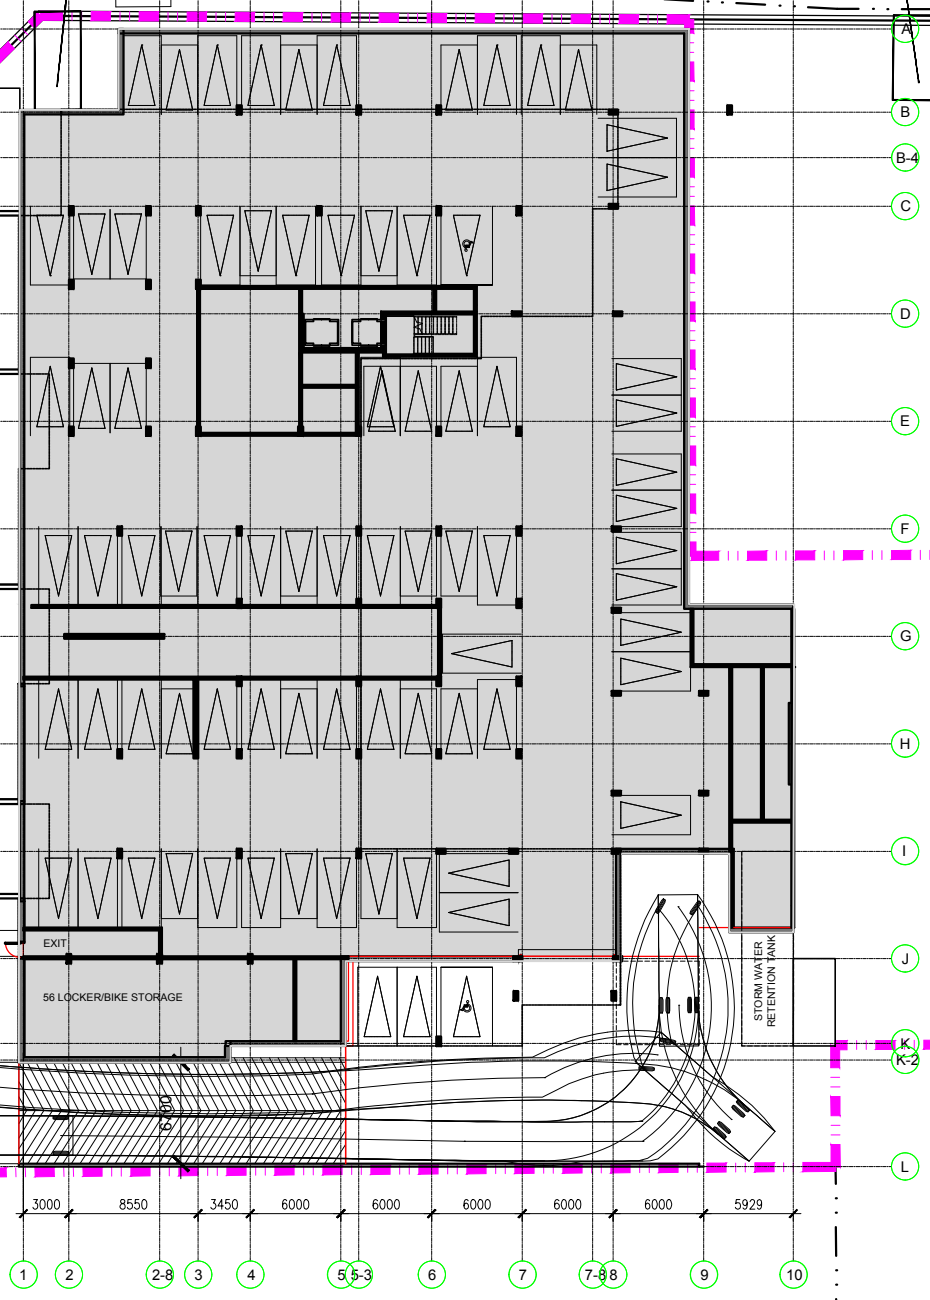 A
B
B-4
C
D
E
F
G
H
I
EXIT
J
56 LOCKER/BIKE STORAGE
STORM WATER
RETENTION TANK
K
K-2
6700
L
3000 8550 3450 6000 6000 6000 6000 6000 5929
1 2 2-8 3 4 5 5-3 6 7 7-8 8 9 10